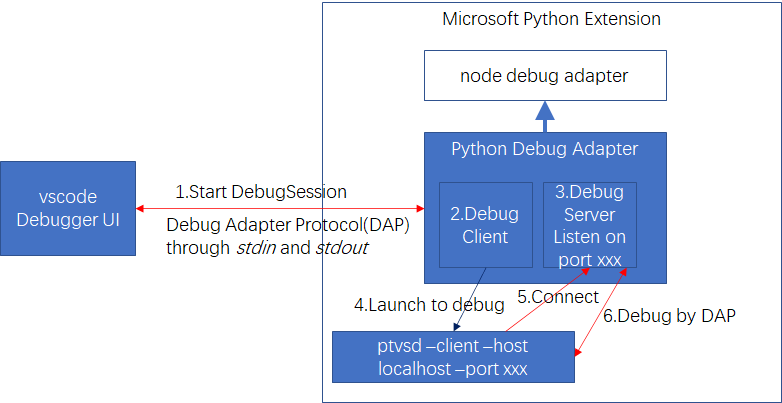 Microsoft Python Extension
node debug adapter
Python Debug Adapter
vscode
Debugger UI
1.Start DebugSession
Debug Adapter Protocol(DAP)
through stdin and stdout
2.Debug
Client
3.Debug
Server
Listen on
port xxx
4.Launch to debug
5.Connect
6.Debug by DAP
ptvsd –client –host
localhost –port xxx